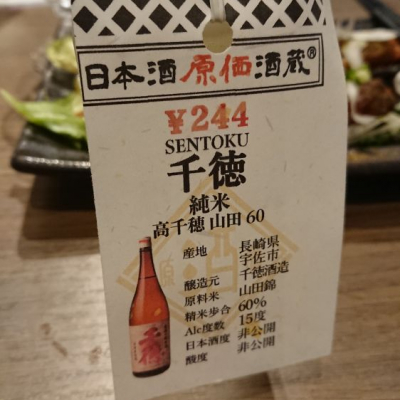 日本酒原価酒蔵®
¥244
SENTOKU
千徳
純米
高千穂 山田 60
産地 長崎県
宇佐市
醸造元 千徳酒造
原料米 山田錦
精米歩合 60%
Alc度数 15度
日本酒度 非公開
酸度 非公開